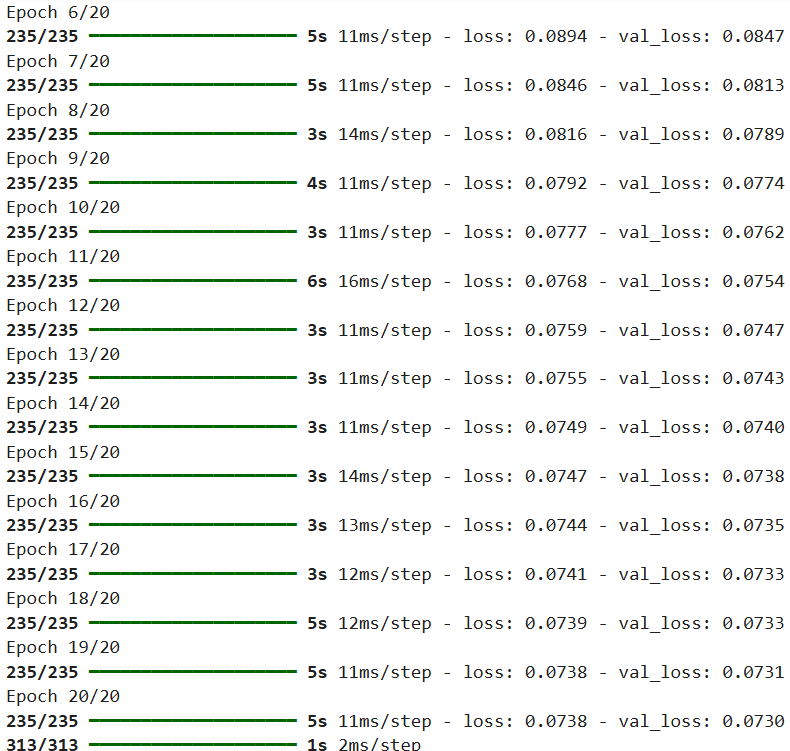 Epoch 6/20
235/235 ━━━━━━━━━━━━━━━━━━━━ 5s 11ms/step - loss: 0.0894 - val_loss: 0.0847
Epoch 7/20
235/235 ━━━━━━━━━━━━━━━━━━━━ 5s 11ms/step - loss: 0.0846 - val_loss: 0.0813
Epoch 8/20
235/235 ━━━━━━━━━━━━━━━━━━━━ 3s 14ms/step - loss: 0.0816 - val_loss: 0.0789
Epoch 9/20
235/235 ━━━━━━━━━━━━━━━━━━━━ 4s 11ms/step - loss: 0.0792 - val_loss: 0.0774
Epoch 10/20
235/235 ━━━━━━━━━━━━━━━━━━━━ 3s 11ms/step - loss: 0.0777 - val_loss: 0.0762
Epoch 11/20
235/235 ━━━━━━━━━━━━━━━━━━━━ 6s 16ms/step - loss: 0.0768 - val_loss: 0.0754
Epoch 12/20
235/235 ━━━━━━━━━━━━━━━━━━━━ 3s 11ms/step - loss: 0.0759 - val_loss: 0.0747
Epoch 13/20
235/235 ━━━━━━━━━━━━━━━━━━━━ 3s 11ms/step - loss: 0.0755 - val_loss: 0.0743
Epoch 14/20
235/235 ━━━━━━━━━━━━━━━━━━━━ 3s 11ms/step - loss: 0.0749 - val_loss: 0.0740
Epoch 15/20
235/235 ━━━━━━━━━━━━━━━━━━━━ 3s 14ms/step - loss: 0.0747 - val_loss: 0.0738
Epoch 16/20
235/235 ━━━━━━━━━━━━━━━━━━━━ 3s 13ms/step - loss: 0.0744 - val_loss: 0.0735
Epoch 17/20
235/235 ━━━━━━━━━━━━━━━━━━━━ 3s 12ms/step - loss: 0.0741 - val_loss: 0.0733
Epoch 18/20
235/235 ━━━━━━━━━━━━━━━━━━━━ 5s 12ms/step - loss: 0.0739 - val_loss: 0.0733
Epoch 19/20
235/235 ━━━━━━━━━━━━━━━━━━━━ 5s 11ms/step - loss: 0.0738 - val_loss: 0.0731
Epoch 20/20
235/235 ━━━━━━━━━━━━━━━━━━━━ 5s 11ms/step - loss: 0.0738 - val_loss: 0.0730
313/313 ━━━━━━━━━━━━━━━━━━━━ 1s 2ms/step